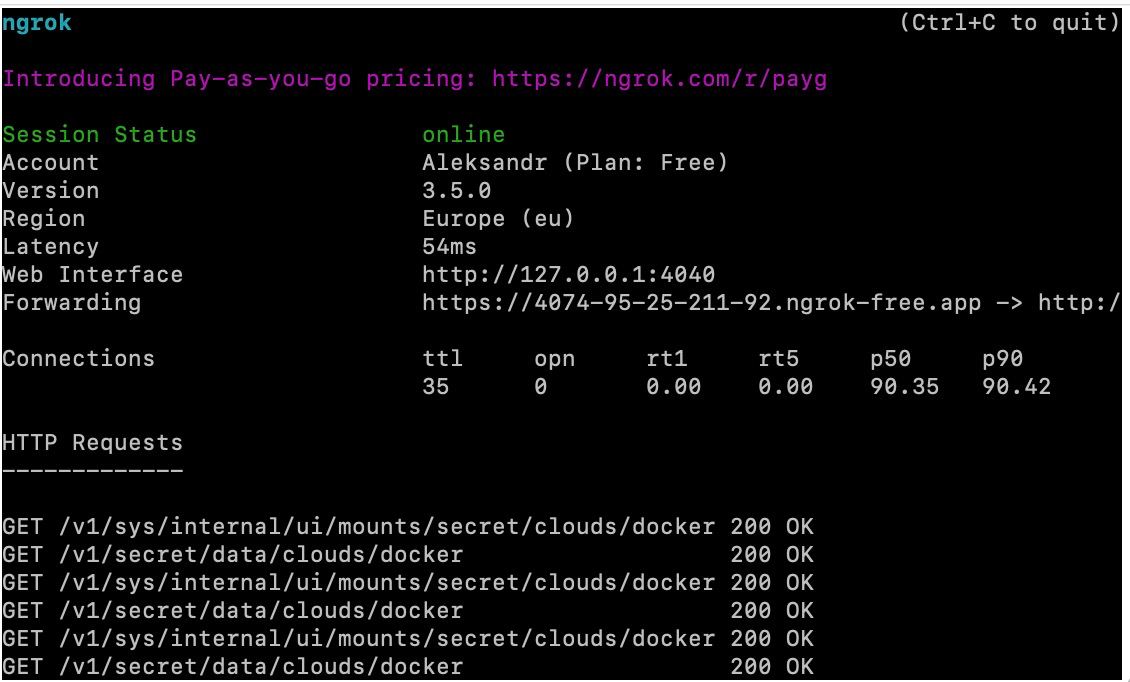 ngrok (Ctrl+C to quit)
Introducing Pay-as-you-go pricing: https://ngrok.com/r/payg
Session Status online
Account Aleksandr (Plan: Free)
Version 3.5.0
Region Europe (eu)
Latency 54ms
Web Interface http://127.0.0.1:4040
Forwarding https://4074-95-25-211-92.ngrok-free.app -> http:/
Connections ttl opn rt1 rt5 p50 p90
35 0 0.00 0.00 90.35 90.42
HTTP Requests
-------------
GET /v1/sys/internal/ui/mounts/secret/clouds/docker 200 OK
GET /v1/secret/data/clouds/docker 200 OK
GET /v1/sys/internal/ui/mounts/secret/clouds/docker 200 OK
GET /v1/secret/data/clouds/docker 200 OK
GET /v1/sys/internal/ui/mounts/secret/clouds/docker 200 OK
GET /v1/secret/data/clouds/docker 200 OK